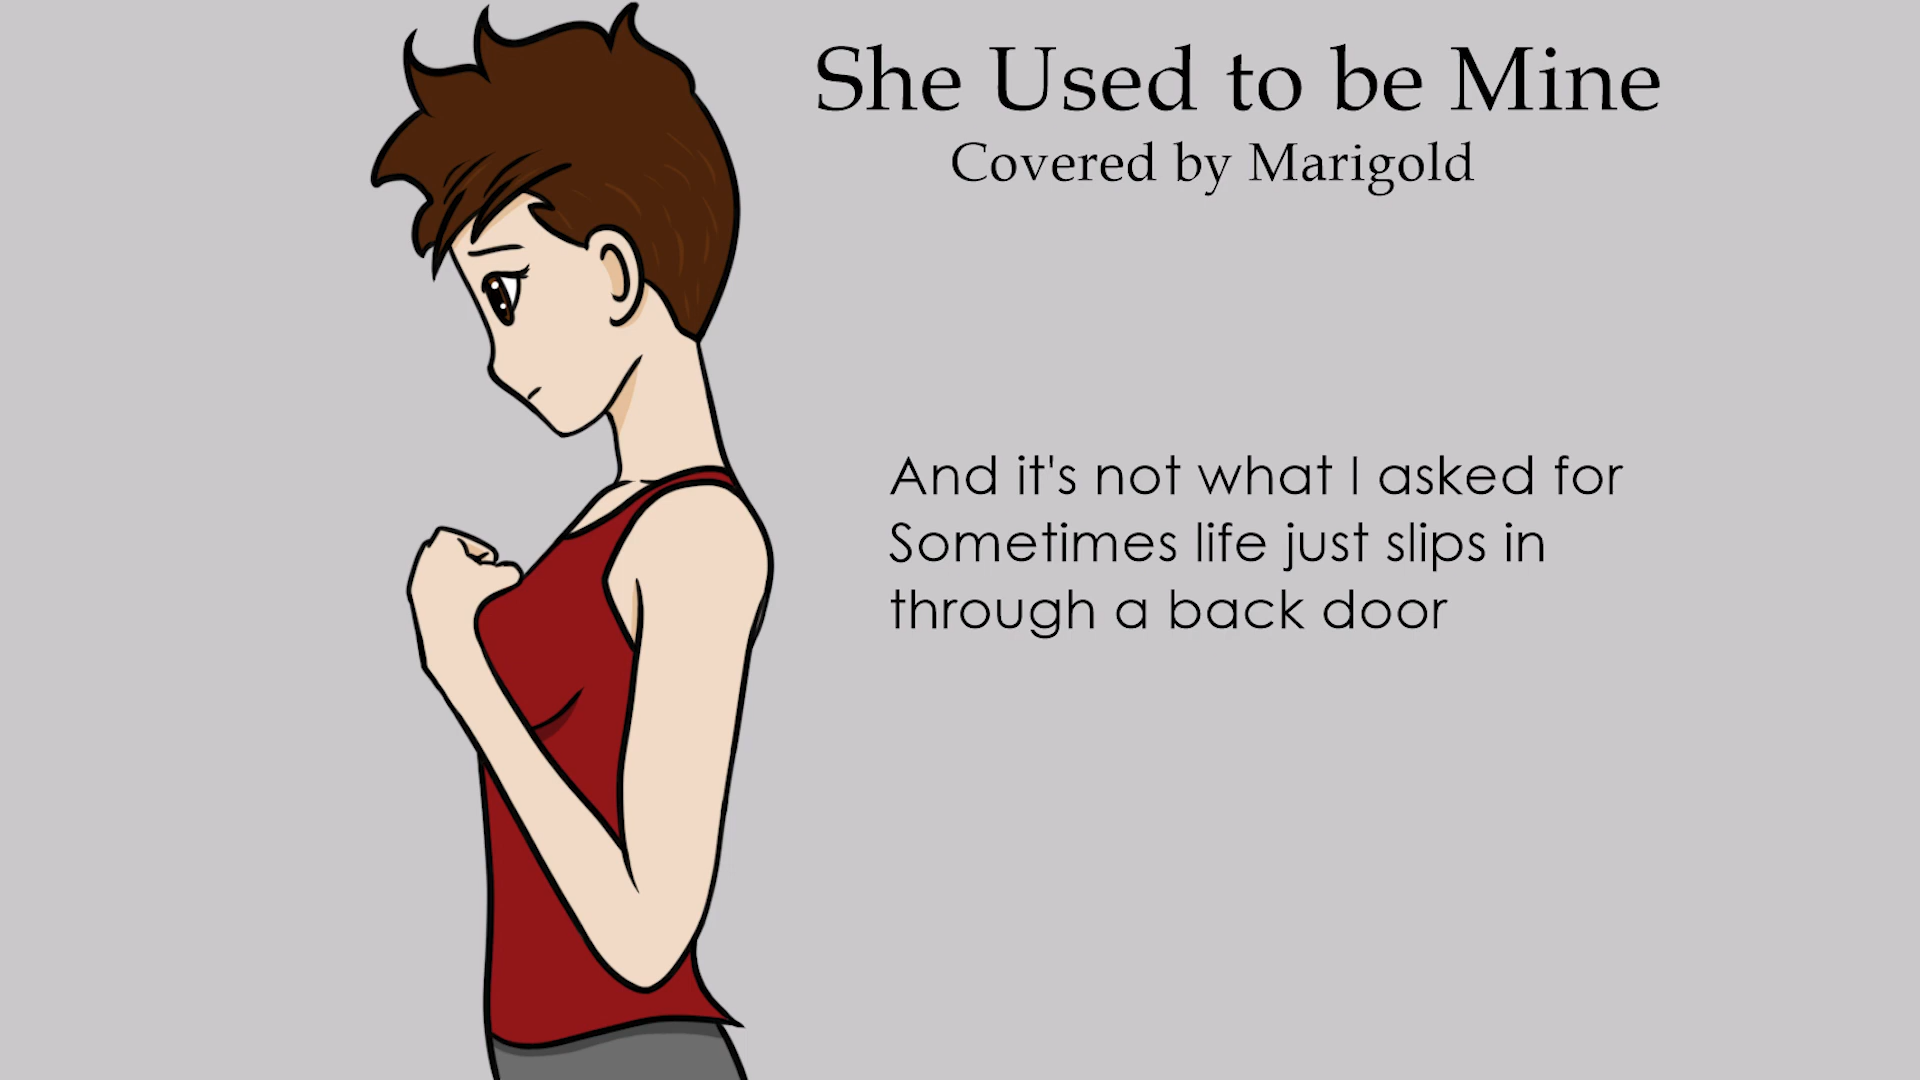 She Used to be Mine
Covered by Marigold
And it's not what I asked for
Sometimes life just slips in
through a back door